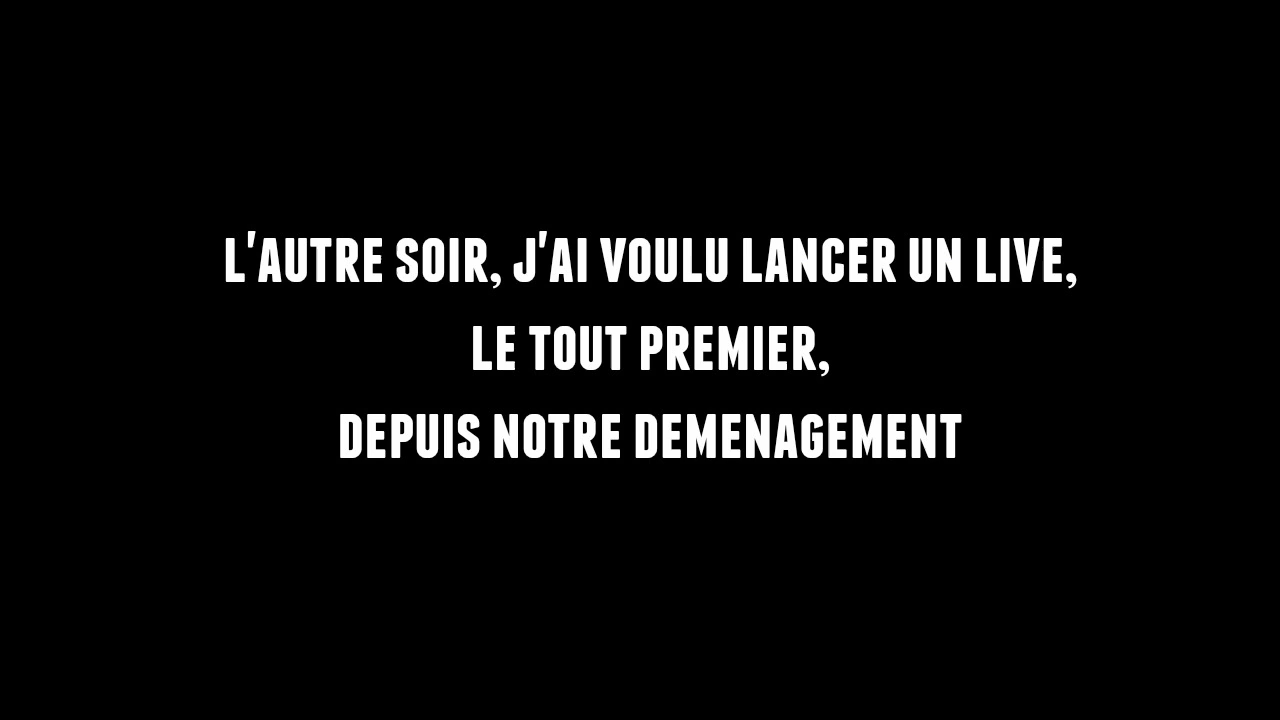 L'AUTRE SOIR, J'AI VOULU LANCER UN LIVE,
LE TOUT PREMIER,
DEPUIS NOTRE DEMENAGEMENT